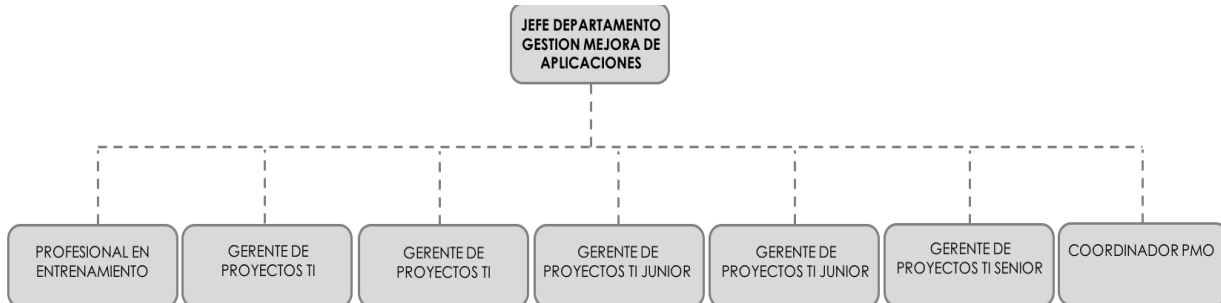 JEFE DEPARTAMENTO
GESTION MEJORA DE
APLICACIONES
PROFESIONAL EN
ENTRENAMIENTO
GERENTE DE
PROYECTOS TI
GERENTE DE
PROYECTOS TI
GERENTE DE
PROYECTOS TI JUNIOR
GERENTE DE
PROYECTOS TI JUNIOR
GERENTE DE
PROYECTOS TI SENIOR
COORDINADOR PMO